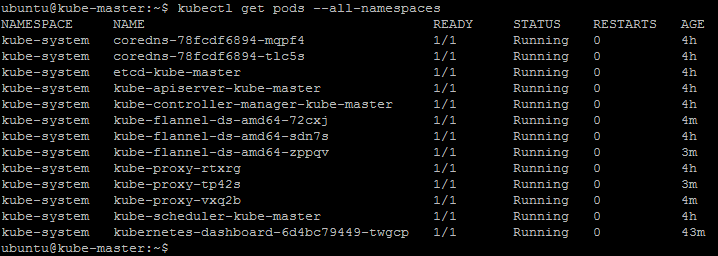 ubuntu@kube-master:~$ kubectl get pods --all-namespaces
NAMESPACE NAME READY STATUS RESTARTS AGE
kube-system coredns-78fcdf6894-mqpf4 1/1 Running 0 4h
kube-system coredns-78fcdf6894-tlc5s 1/1 Running 0 4h
kube-system etcd-kube-master 1/1 Running 0 4h
kube-system kube-apiserver-kube-master 1/1 Running 0 4h
kube-system kube-controller-manager-kube-master 1/1 Running 0 4h
kube-system kube-flannel-ds-amd64-72cxj 1/1 Running 0 4m
kube-system kube-flannel-ds-amd64-sdn7s 1/1 Running 0 4h
kube-system kube-flannel-ds-amd64-zppqv 1/1 Running 0 3m
kube-system kube-proxy-rtxrg 1/1 Running 0 4h
kube-system kube-proxy-tp42s 1/1 Running 0 3m
kube-system kube-proxy-vxq2b 1/1 Running 0 4m
kube-system kube-scheduler-kube-master 1/1 Running 0 4h
kube-system kubernetes-dashboard-6d4bc79449-twgcp 1/1 Running 0 43m
ubuntu@kube-master:~$